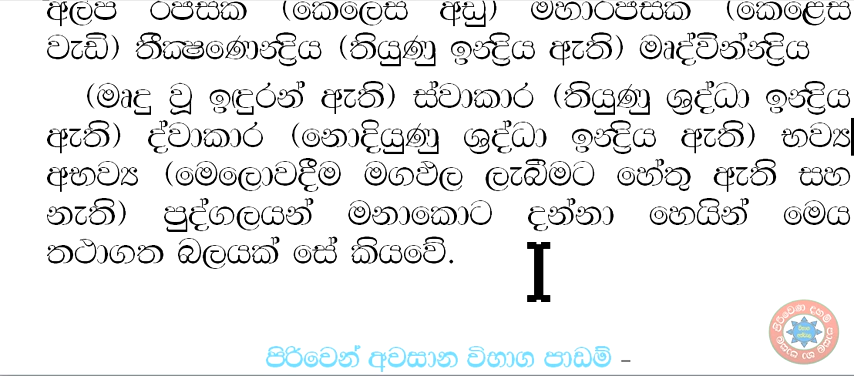 අල්ප රජස්ක (කෙලෙස් අඩු) මහාරජස්ක (කෙළෙස්
වැඩි) තීක්‍ෂණෙන්‍ද්‍රිය (තියුණු ඉන්‍ද්‍රිය ඇති) මෘද්වින්න්‍ද්‍රිය
(මෘදු වූ ඉඳුරන් ඇති) ස්වාකාර (තියුණු ශ්‍රද්ධා ඉන්‍ද්‍රිය
ඇති) ද්වාකාර (නොදියුණු ශ්‍රද්ධා ඉන්‍ද්‍රිය ඇති) භව්‍ය
අභව්‍ය (මෙලොවදීම මගඵල ලැබීමට හේතු ඇති සහ
නැති) පුද්ගලයන් මනාකොට දන්නා හෙයින් මෙය
තථාගත බලයක් සේ කියවේ.
පිරිවෙන් අවසාන විභාග පාඩම් –